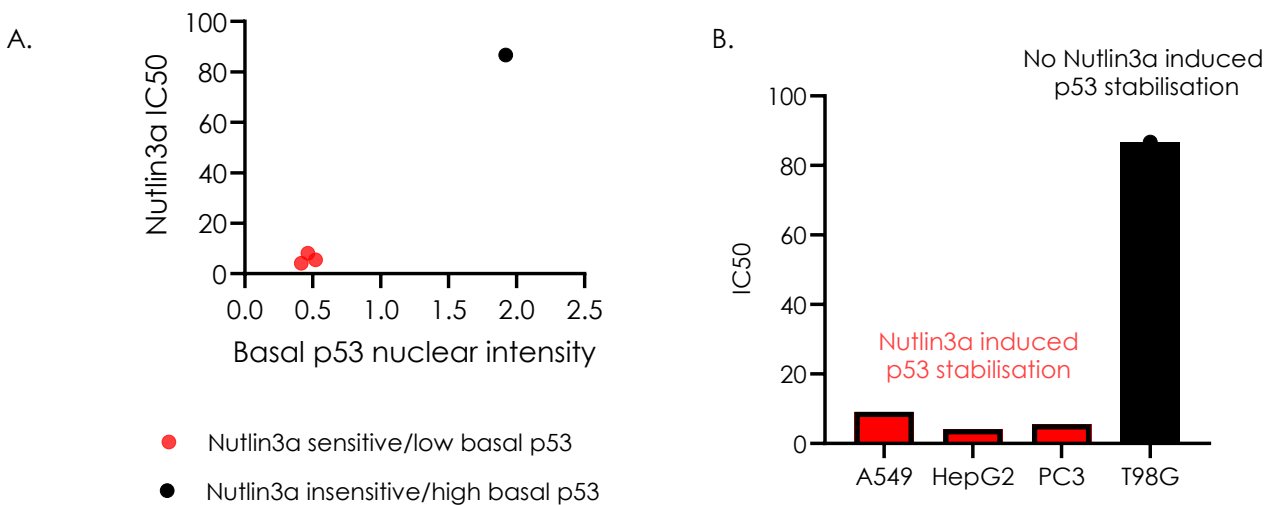 A.
100
80
60
40
20
0
Nutlin3a IC50
0.0 0.5 1.0 1.5 2.0 2.5
Basal p53 nuclear intensity
Nutlin3a sensitive/low basal p53
Nutlin3a insensitive/high basal p53
B.
No Nutlin3a induced
p53 stabilisation
100
80
60
40
20
0
IC50
Nutlin3a induced
p53 stabilisation
A549 HepG2 PC3 T98G